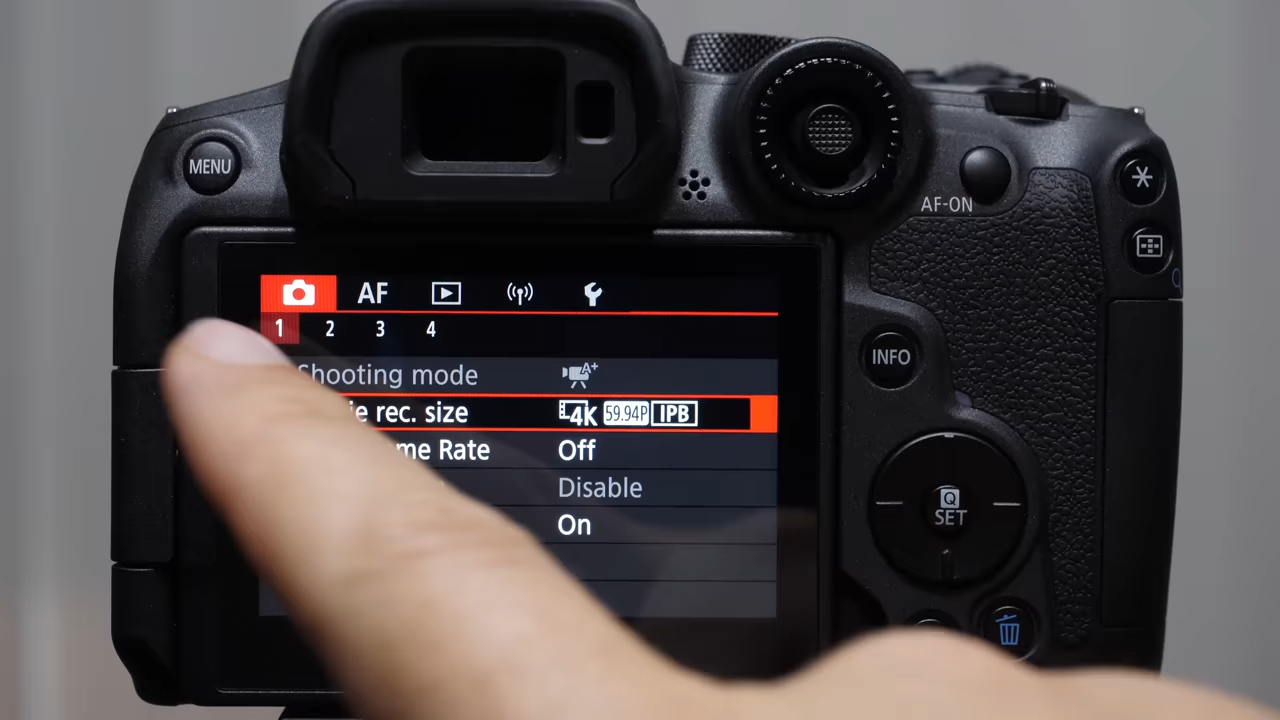 MENU
AF-ON
AF
1 2 3 4
Shooting mode A+
ie rec. size 4K 59.94P IPB
me Rate Off
Disable
On
INFO
Q
SET